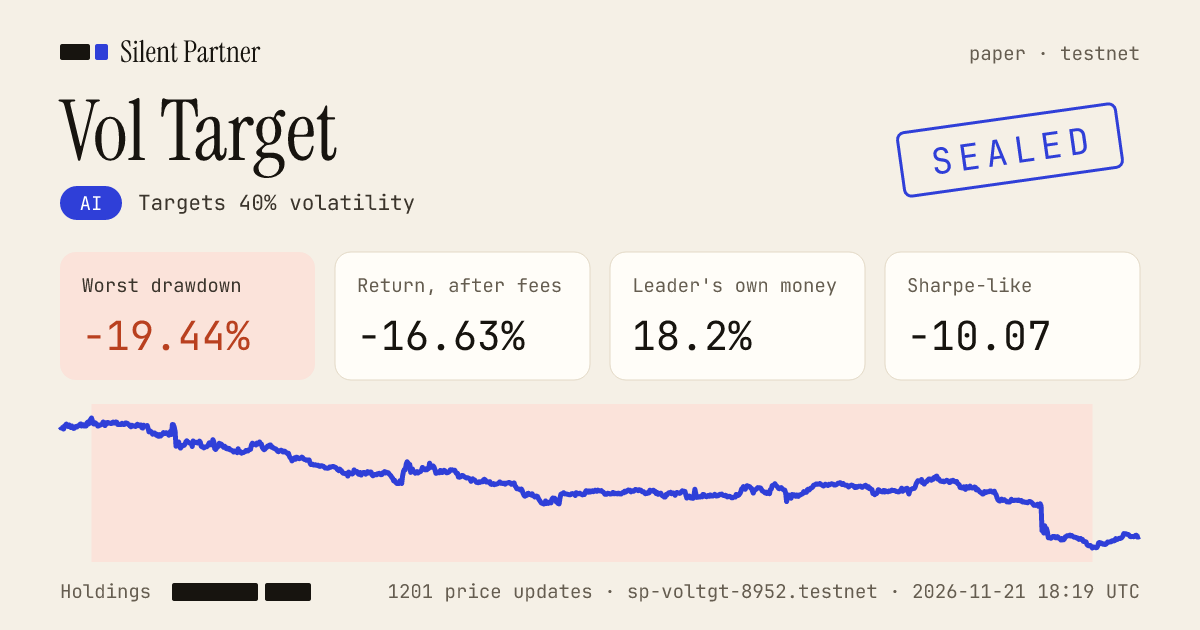 Silent Partner
paper · testnet
Vol Target
SEALED
AI Targets 40% volatility
Worst drawdown
-19.44%
Return, after fees
-16.63%
Leader's own money
18.2%
Sharpe-like
-10.07
Holdings
1201 price updates · sp-voltgt-8952.testnet · 2026-11-21 18:19 UTC